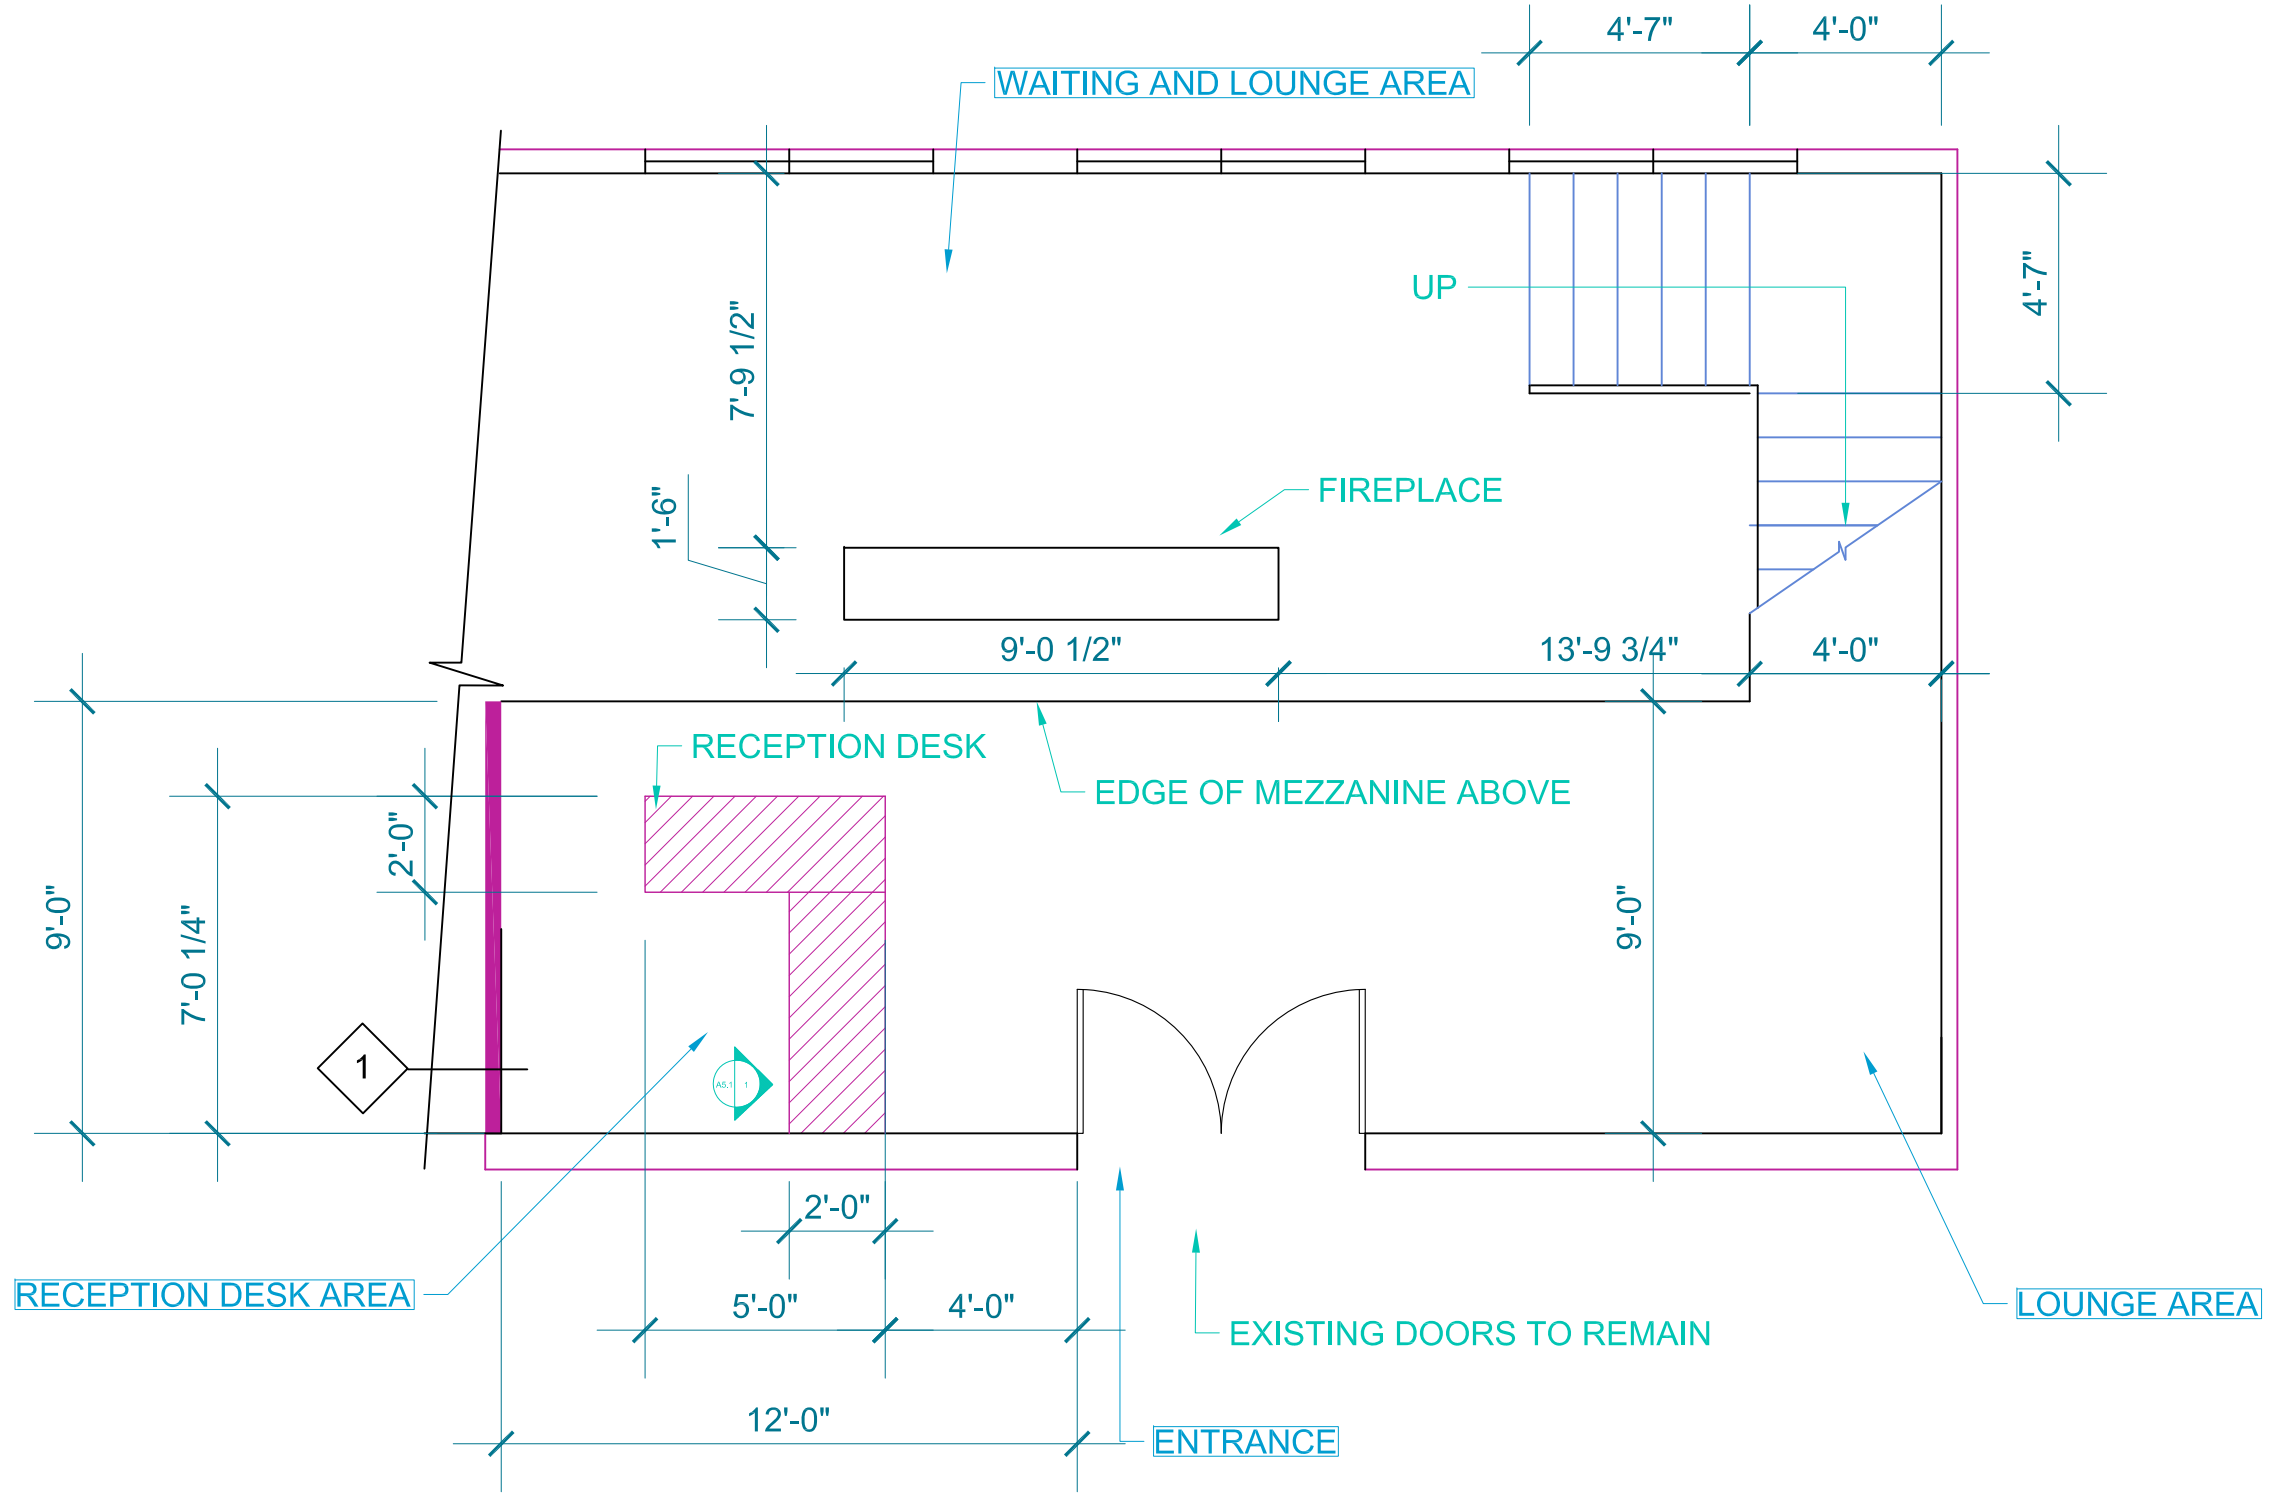 4'-7"
4'-0"
WAITING AND LOUNGE AREA
UP
4'-7"
7'-9 1/2"
1'-6"
FIREPLACE
9'-0 1/2"
13'-9 3/4"
4'-0"
RECEPTION DESK
EDGE OF MEZZANINE ABOVE
2'-0"
9'-0"
7'-0 1/4"
9'-0"
1
A5.1
1
2'-0"
RECEPTION DESK AREA
5'-0"
4'-0"
EXISTING DOORS TO REMAIN
LOUNGE AREA
12'-0"
ENTRANCE